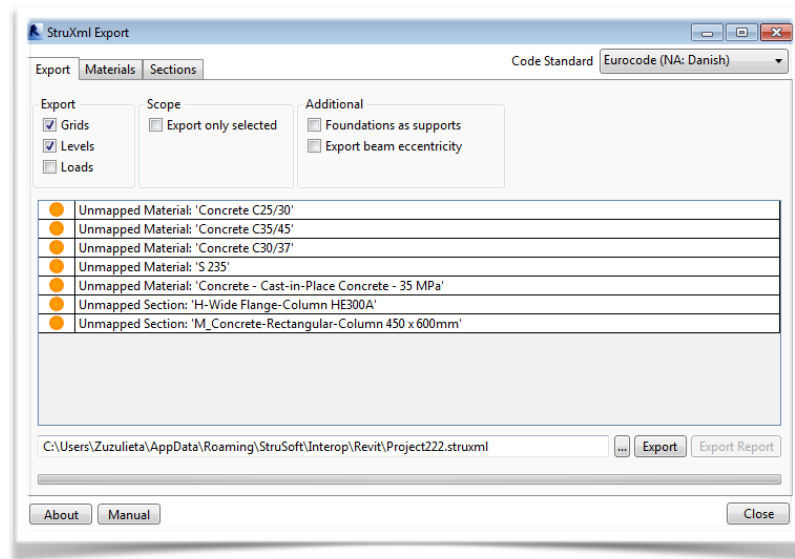 StruXml Export
Export Materials Sections Code Standard Eurocode (NA: Danish)
Export Scope Additional
Grids Export only selected Foundations as supports
Levels Export beam eccentricity
Loads
Unmapped Material: 'Concrete C25/30'
Unmapped Material: 'Concrete C35/45'
Unmapped Material: 'Concrete C30/37'
Unmapped Material: 'S 235'
Unmapped Material: 'Concrete - Cast-in-Place Concrete - 35 MPa'
Unmapped Section: 'H-Wide Flange-Column HE300A'
Unmapped Section: 'M_Concrete-Rectangular-Column 450 x 600mm'
C:\Users\Zuzulieta\AppData\Roaming\StruSoft\Interop\Revit\Project222.struxml ... Export Export Report
About Manual Close